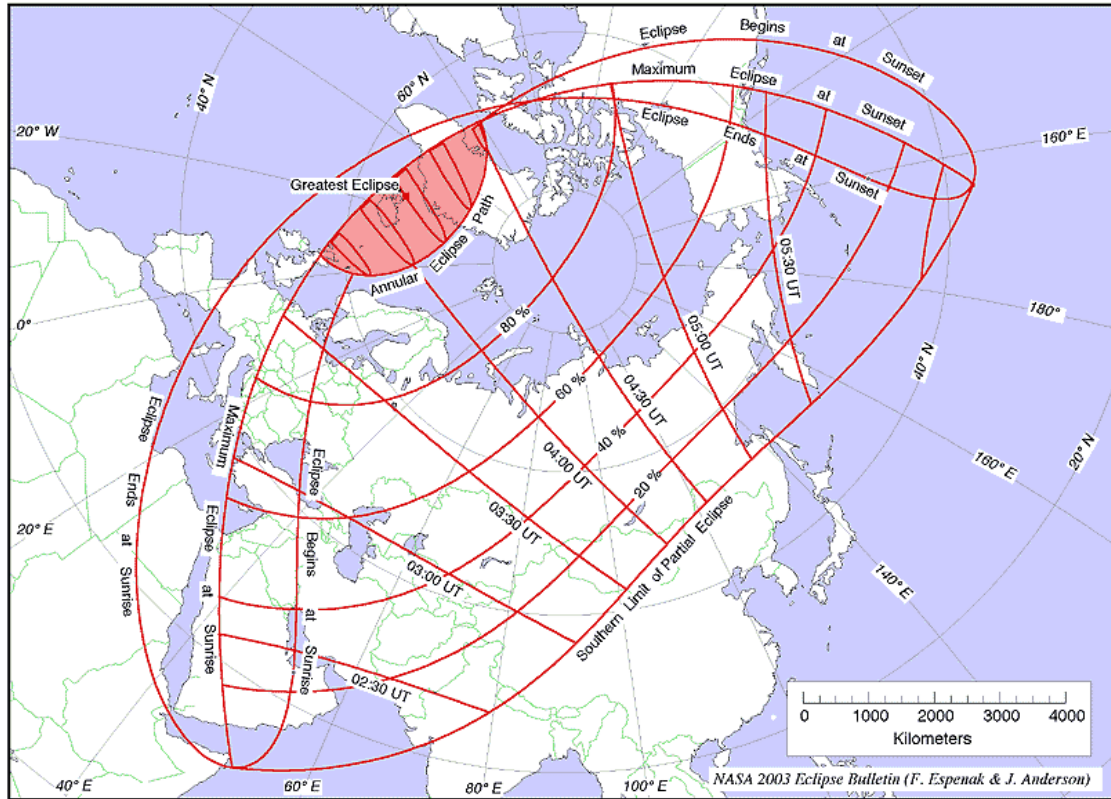 Eclipse Begins at Sunset
Maximum Eclipse at Sunset
Eclipse Ends at Sunset
40° N
60° N
20° W
160° E
Greatest Eclipse
Annular Eclipse Path
05:30 UT
180°
0°
80 %
05:00 UT
40° N
60 %
04:30 UT
Eclipse Ends at Sunrise
Maximum Eclipse at Sunrise
Eclipse Begins at Sunrise
40 %
04:00 UT
20 %
160° E
20° N
20° E
03:30 UT
03:00 UT
Southern Limit of Partial Eclipse
140° E
02:30 UT
0 1000 2000 3000 4000
Kilometers
40° E
60° E
80° E
100° E
NASA 2003 Eclipse Bulletin (F. Espenak & J. Anderson)